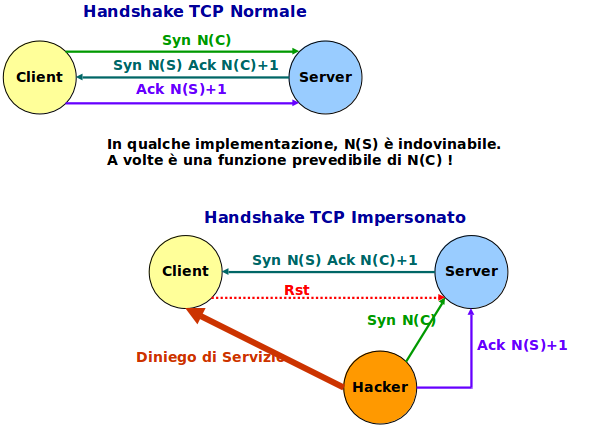 Handshake TCP Normale
Syn N(C)
Client
Syn N(S) Ack N(C)+1
Server
Ack N(S)+1
In qualche implementazione, N(S) è indovinabile.
A volte è una funzione prevedibile di N(C) !
Handshake TCP Impersonato
Client
Syn N(S) Ack N(C)+1
Server
Rst
Syn N(C)
Ack N(S)+1
Diniego di Servizio
Hacker